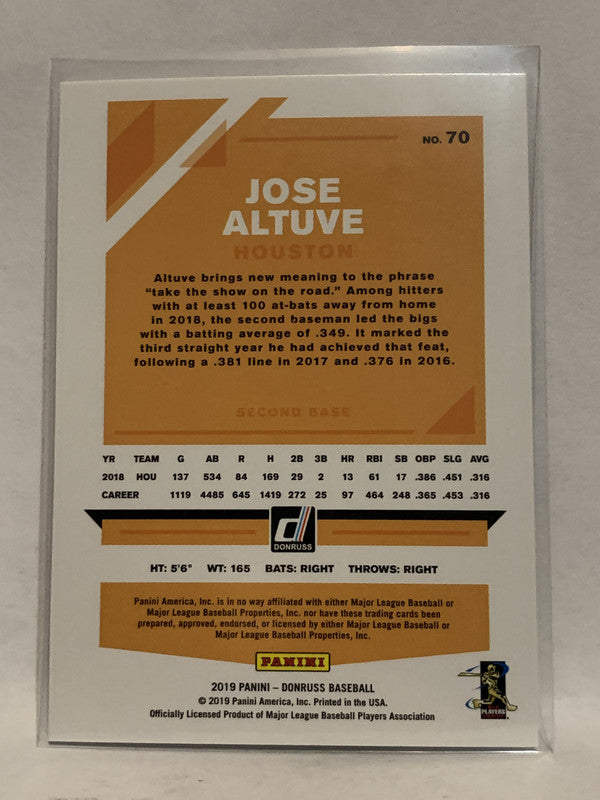 NO. 70
JOSE
ALTUVE
HOUSTON
Altuve brings new meaning to the phrase
“take the show on the road.” Among hitters
with at least 100 at-bats away from home
in 2018, the second baseman led the bigs
with a batting average of .349. It marked the
third straight year he had achieved that feat,
following a .381 line in 2017 and .376 in 2016.
SECOND BASE
YR TEAM G AB R H 2B 3B HR RBI SB OBP SLG AVG
2018 HOU 137 534 84 169 29 2 13 61 17 .386 .451 .316
CAREER 1119 4485 645 1419 272 25 97 464 248 .365 .453 .316
d
DONRUSS
HT: 5'6" WT: 165 BATS: RIGHT THROWS: RIGHT
Panini America, Inc. is in no way affiliated with either Major League Baseball or
Major League Baseball Properties, Inc. nor have these trading cards been
prepared, approved, endorsed, or licensed by either Major League Baseball or
Major League Baseball Properties, Inc.
PANINI
2019 PANINI – DONRUSS BASEBALL
© 2019 Panini America, Inc. Printed in the USA.
Officially Licensed Product of Major League Baseball Players Association
PLAYERS